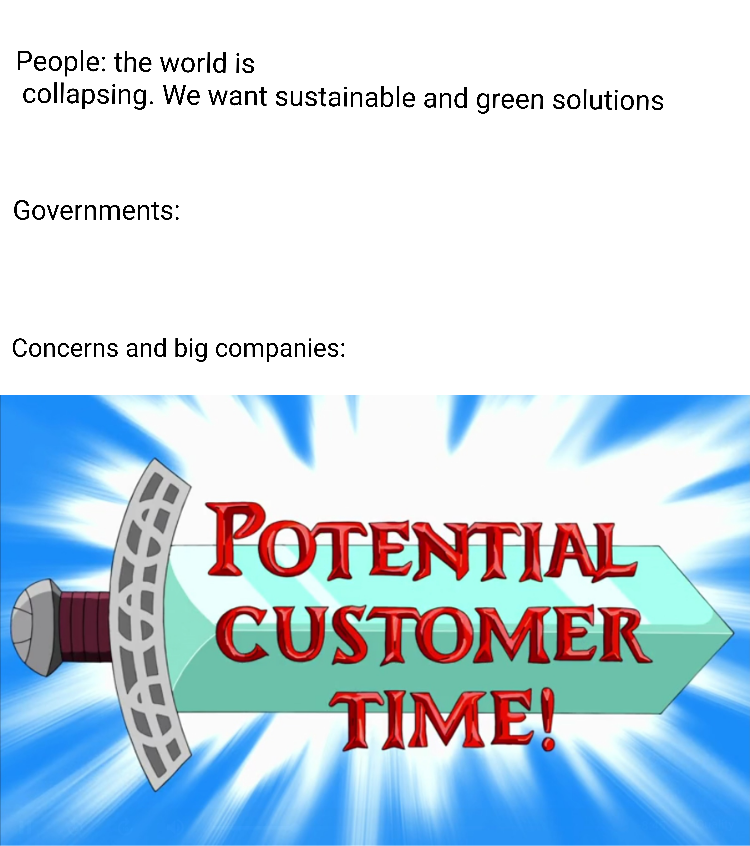 People: the world is
collapsing. We want sustainable and green solutions
Governments:
Concerns and big companies:
POTENTIAL
CUSTOMER
TIME!